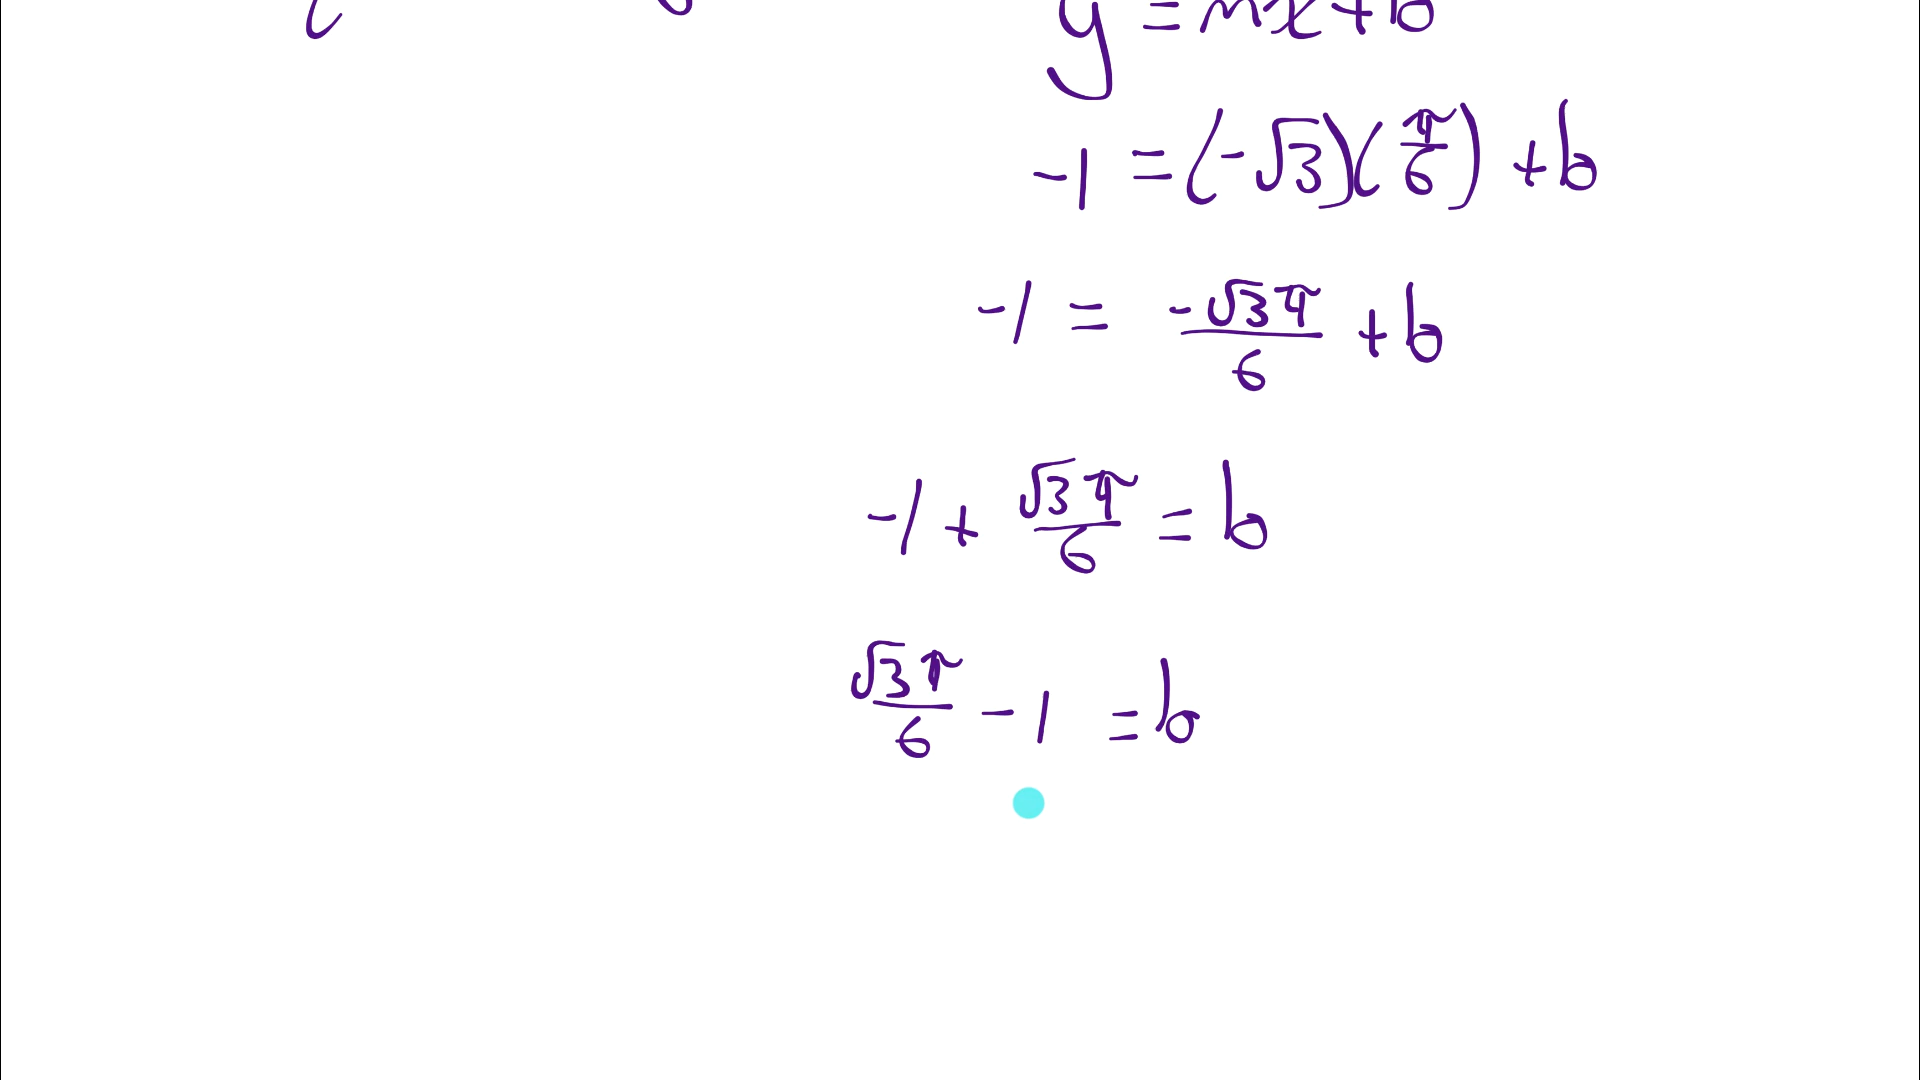 y = mx + b
-1 = (-√3)(π/6) + b
-1 = -√3π/6 + b
-1 + √3π/6 = b
√3π/6 - 1 = b